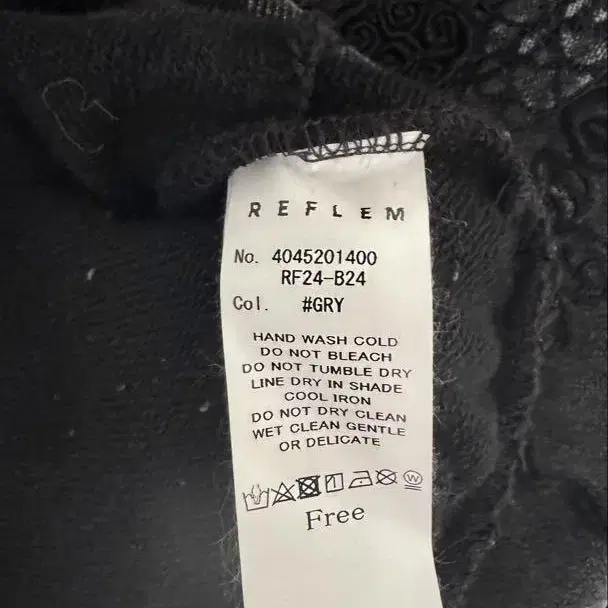 REFLEM
No. 4045201400
RF24-B24
Col. #GRY
HAND WASH COLD
DO NOT BLEACH
DO NOT TUMBLE DRY
LINE DRY IN SHADE
COOL IRON
DO NOT DRY CLEAN
WET CLEAN GENTLE
OR DELICATE
W
Free